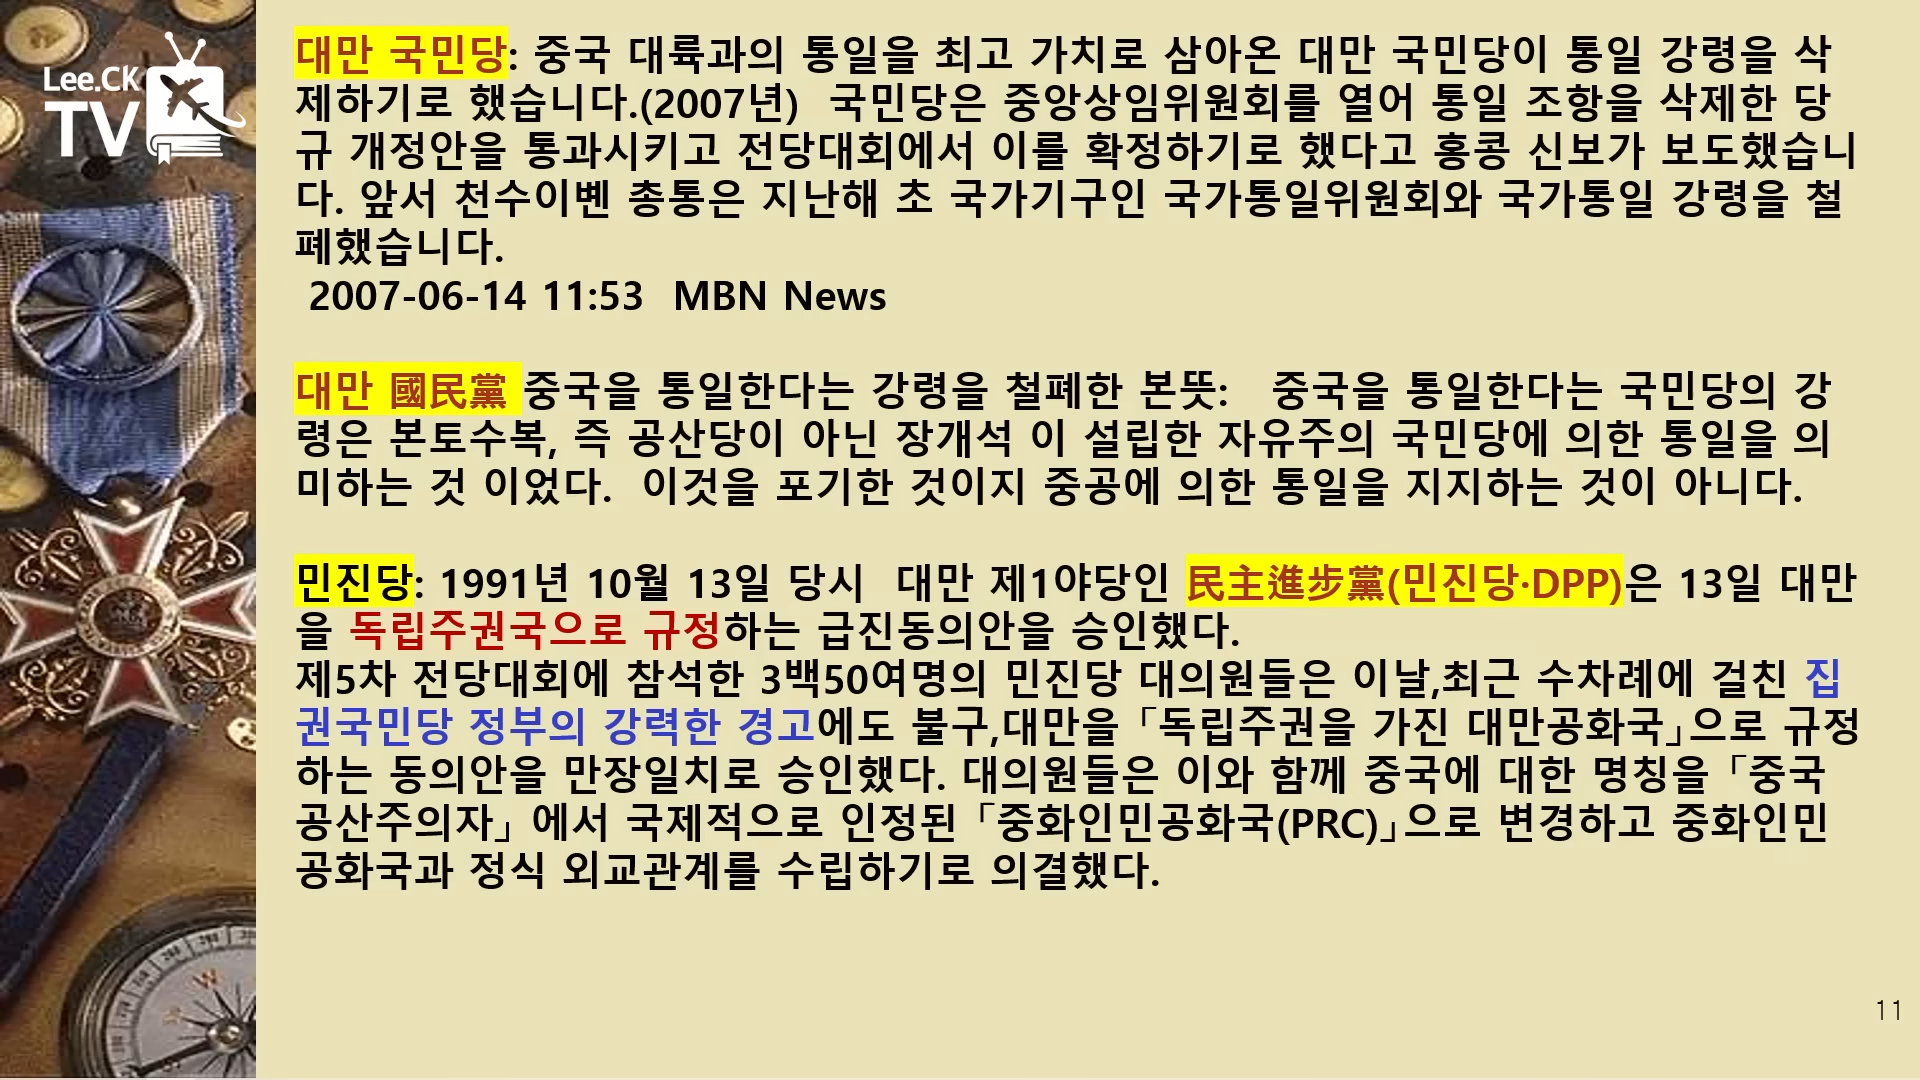 Lee.CK
TV
대만 국민당: 중국 대륙과의 통일을 최고 가치로 삼아온 대만 국민당이 통일 강령을 삭
제하기로 했습니다.(2007년) 국민당은 중앙상임위원회를 열어 통일 조항을 삭제한 당
규 개정안을 통과시키고 전당대회에서 이를 확정하기로 했다고 홍콩 신보가 보도했습니
다. 앞서 천수이볜 총통은 지난해 초 국가기구인 국가통일위원회와 국가통일 강령을 철
폐했습니다.
2007-06-14 11:53 MBN News
대만 國民黨 중국을 통일한다는 강령을 철폐한 본뜻: 중국을 통일한다는 국민당의 강
령은 본토수복, 즉 공산당이 아닌 장개석 이 설립한 자유주의 국민당에 의한 통일을 의
미하는 것 이었다. 이것을 포기한 것이지 중공에 의한 통일을 지지하는 것이 아니다.
민진당: 1991년 10월 13일 당시 대만 제1야당인 民主進步黨(민진당·DPP)은 13일 대만
을 독립주권국으로 규정하는 급진동의안을 승인했다.
제5차 전당대회에 참석한 3백50여명의 민진당 대의원들은 이날,최근 수차례에 걸친 집
권국민당 정부의 강력한 경고에도 불구,대만을 「독립주권을 가진 대만공화국」으로 규정
하는 동의안을 만장일치로 승인했다. 대의원들은 이와 함께 중국에 대한 명칭을 「중국
공산주의자」 에서 국제적으로 인정된 「중화인민공화국(PRC)」으로 변경하고 중화인민
공화국과 정식 외교관계를 수립하기로 의결했다.
11